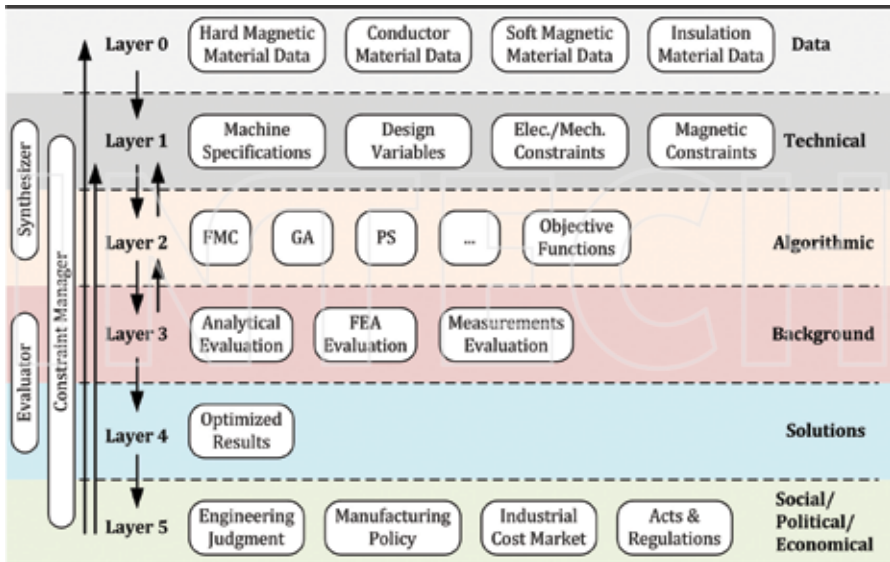 Layer 0
Hard Magnetic
Material Data
Conductor
Material Data
Soft Magnetic
Material Data
Insulation
Material Data
Data
Synthesizer
Evaluator
Constraint Manager
Layer 1
Machine
Specifications
Design
Variables
Elec./Mech.
Constraints
Magnetic
Constraints
Technical
Layer 2
FMC
GA
PS
...
Objective
Functions
Algorithmic
Layer 3
Analytical
Evaluation
FEA
Evaluation
Measurements
Evaluation
Background
Layer 4
Optimized
Results
Solutions
Layer 5
Engineering
Judgment
Manufacturing
Policy
Industrial
Cost Market
Acts &
Regulations
Social/
Political/
Economical
INTECH